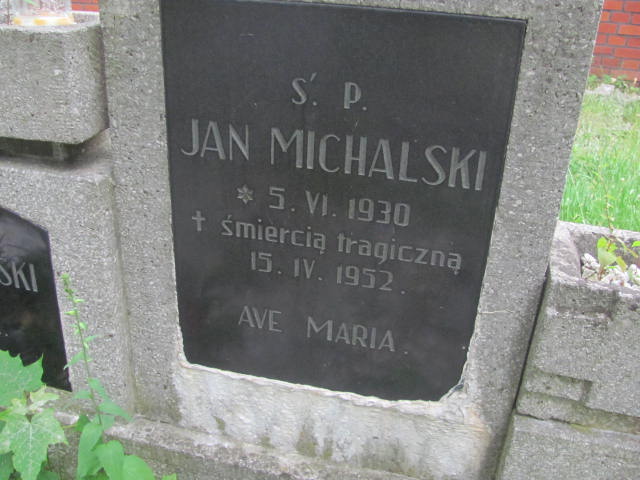 Ś. P.
JAN MICHALSKI
* 5. VI. 1930
† śmiercią tragiczną
15. IV. 1952.
AVE MARIA.
SKI